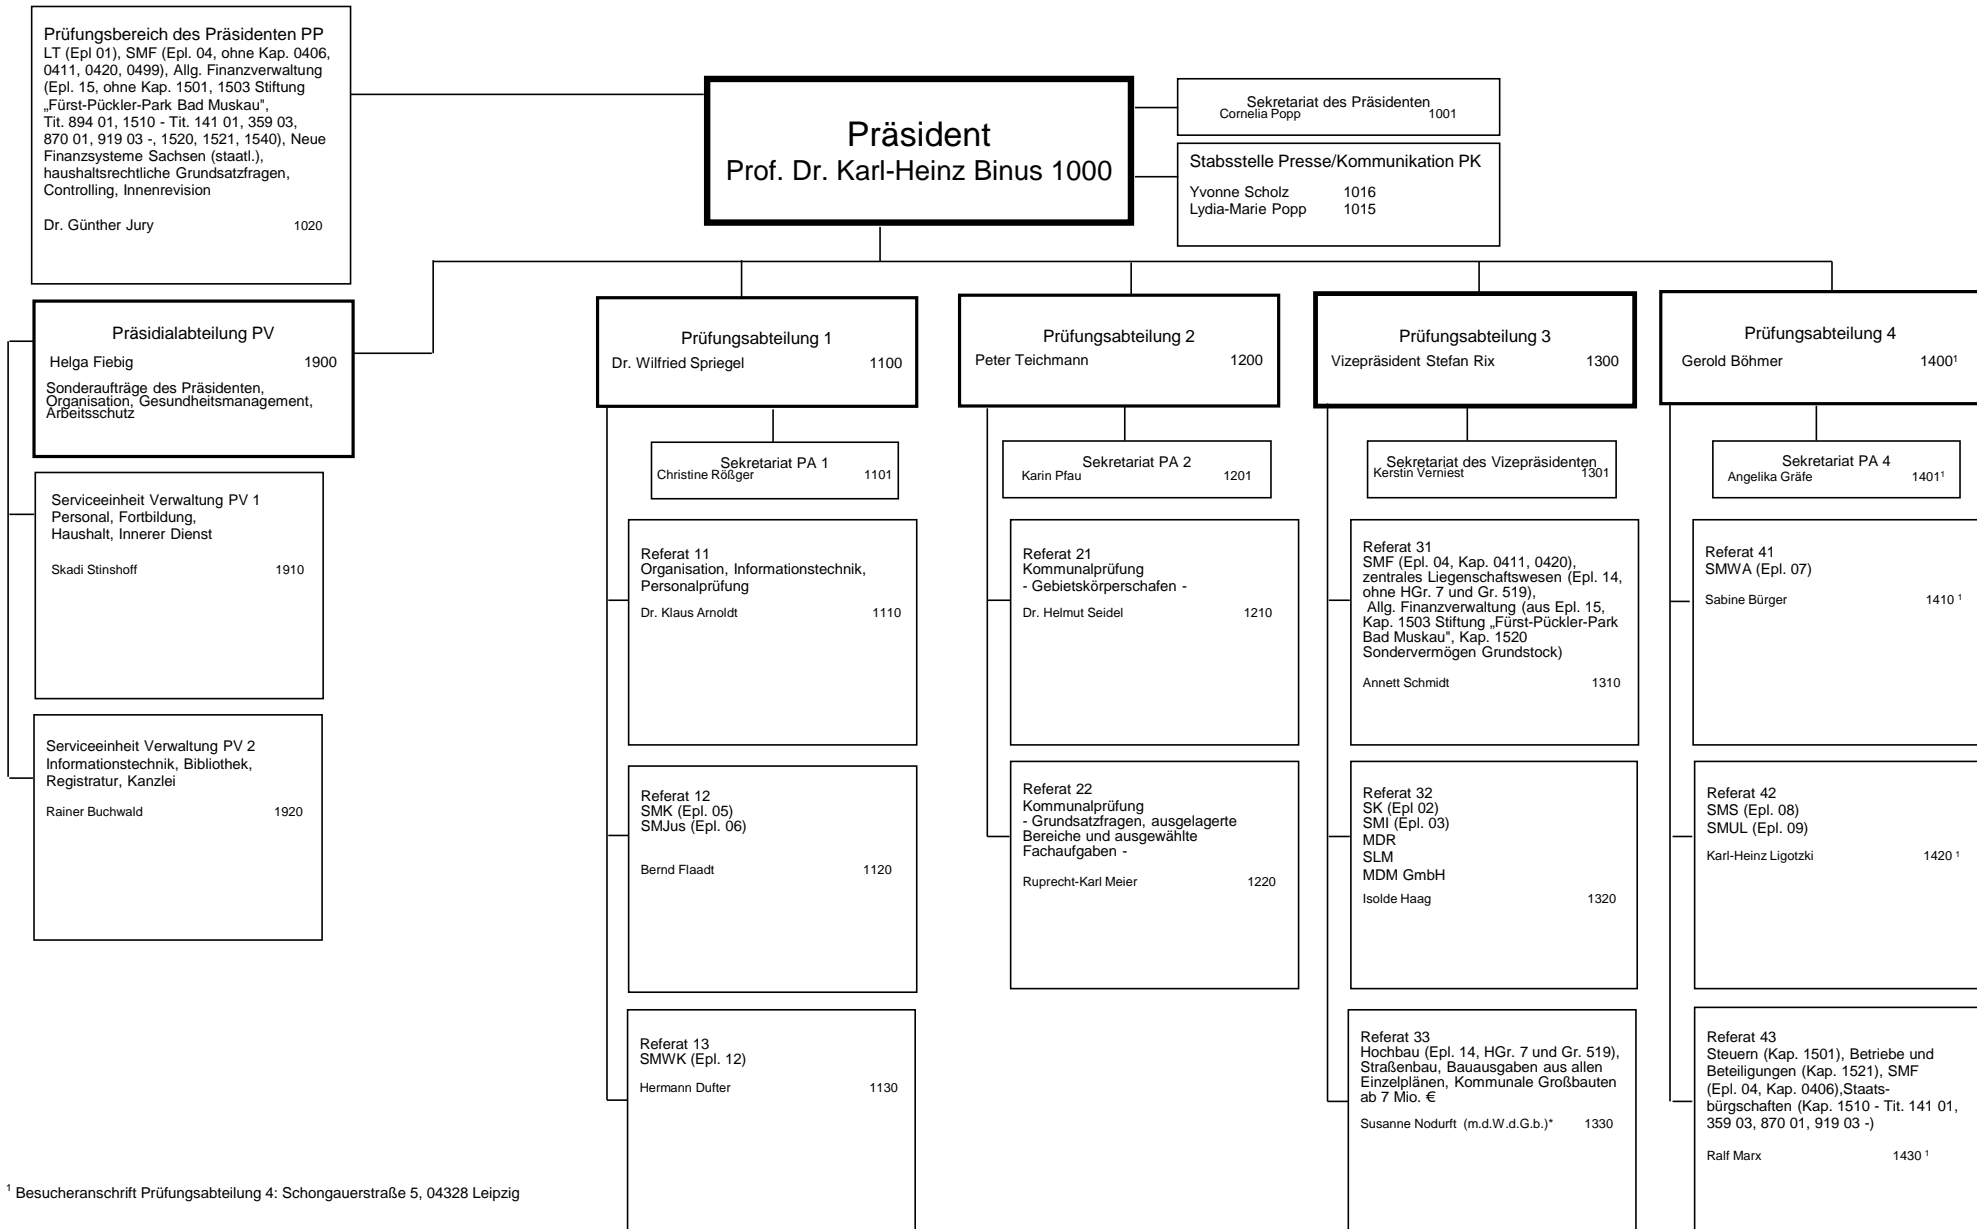 Prüfungsbereich des Präsidenten PP
LT (Epl 01), SMF (Epl. 04, ohne Kap. 0406,
0411, 0420, 0499), Allg. Finanzverwaltung
(Epl. 15, ohne Kap. 1501, 1503 Stiftung
„Fürst-Pückler-Park Bad Muskau",
Tit. 894 01, 1510 - Tit. 141 01, 359 03,
870 01, 919 03 -, 1520, 1521, 1540), Neue
Finanzsysteme Sachsen (staatl.),
haushaltsrechtliche Grundsatzfragen,
Controlling, Innenrevision
Dr. Günther Jury 1020
Präsident
Prof. Dr. Karl-Heinz Binus 1000
Sekretariat des Präsidenten
Cornelia Popp 1001
Stabsstelle Presse/Kommunikation PK
Yvonne Scholz 1016
Lydia-Marie Popp 1015
Präsidialabteilung PV
Helga Fiebig 1900
Sonderaufträge des Präsidenten,
Organisation, Gesundheitsmanagement,
Arbeitsschutz
Serviceeinheit Verwaltung PV 1
Personal, Fortbildung,
Haushalt, Innerer Dienst
Skadi Stinshoff 1910
Serviceeinheit Verwaltung PV 2
Informationstechnik, Bibliothek,
Registratur, Kanzlei
Rainer Buchwald 1920
Prüfungsabteilung 1
Dr. Wilfried Spriegel 1100
Sekretariat PA 1
Christine Rößger 1101
Referat 11
Organisation, Informationstechnik,
Personalprüfung
Dr. Klaus Arnoldt 1110
Referat 12
SMK (Epl. 05)
SMJus (Epl. 06)
Bernd Flaadt 1120
Referat 13
SMWK (Epl. 12)
Hermann Dufter 1130
Prüfungsabteilung 2
Peter Teichmann 1200
Sekretariat PA 2
Karin Pfau 1201
Referat 21
Kommunalprüfung
- Gebietskörperschafen -
Dr. Helmut Seidel 1210
Referat 22
Kommunalprüfung
- Grundsatzfragen, ausgelagerte
Bereiche und ausgewählte
Fachaufgaben -
Ruprecht-Karl Meier 1220
Prüfungsabteilung 3
Vizepräsident Stefan Rix 1300
Sekretariat des Vizepräsidenten
Kerstin Verniest 1301
Referat 31
SMF (Epl. 04, Kap. 0411, 0420),
zentrales Liegenschaftswesen (Epl. 14,
ohne HGr. 7 und Gr. 519),
Allg. Finanzverwaltung (aus Epl. 15,
Kap. 1503 Stiftung „Fürst-Pückler-Park
Bad Muskau", Kap. 1520
Sondervermögen Grundstock)
Annett Schmidt 1310
Referat 32
SK (Epl 02)
SMI (Epl. 03)
MDR
SLM
MDM GmbH
Isolde Haag 1320
Referat 33
Hochbau (Epl. 14, HGr. 7 und Gr. 519),
Straßenbau, Bauausgaben aus allen
Einzelplänen, Kommunale Großbauten
ab 7 Mio. €
Susanne Nodurft (m.d.W.d.G.b.)* 1330
Prüfungsabteilung 4
Gerold Böhmer 1400¹
Sekretariat PA 4
Angelika Gräfe 1401¹
Referat 41
SMWA (Epl. 07)
Sabine Bürger 1410 ¹
Referat 42
SMS (Epl. 08)
SMUL (Epl. 09)
Karl-Heinz Ligotzki 1420 ¹
Referat 43
Steuern (Kap. 1501), Betriebe und
Beteiligungen (Kap. 1521), SMF
(Epl. 04, Kap. 0406),Staats-
bürgschaften (Kap. 1510 - Tit. 141 01,
359 03, 870 01, 919 03 -)
Ralf Marx 1430 ¹
¹ Besucheranschrift Prüfungsabteilung 4: Schongauerstraße 5, 04328 Leipzig